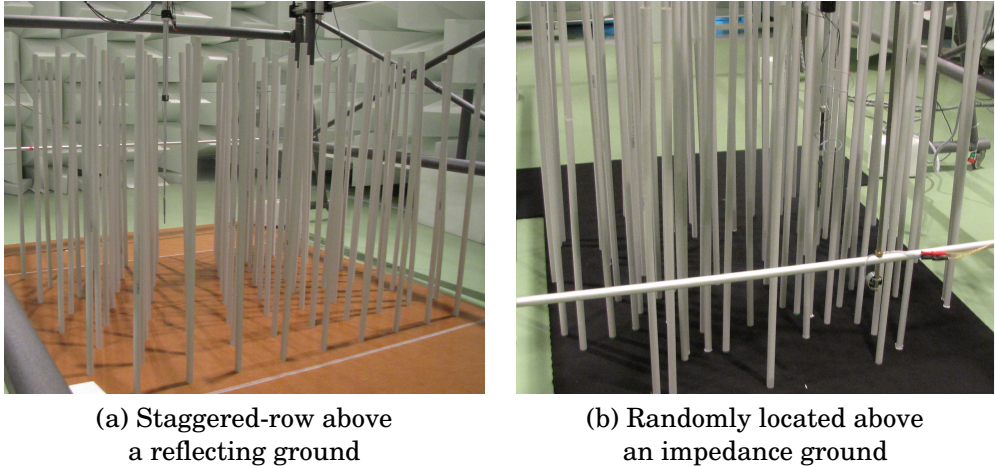 (a) Staggered-row above
a reflecting ground
(b) Randomly located above
an impedance ground